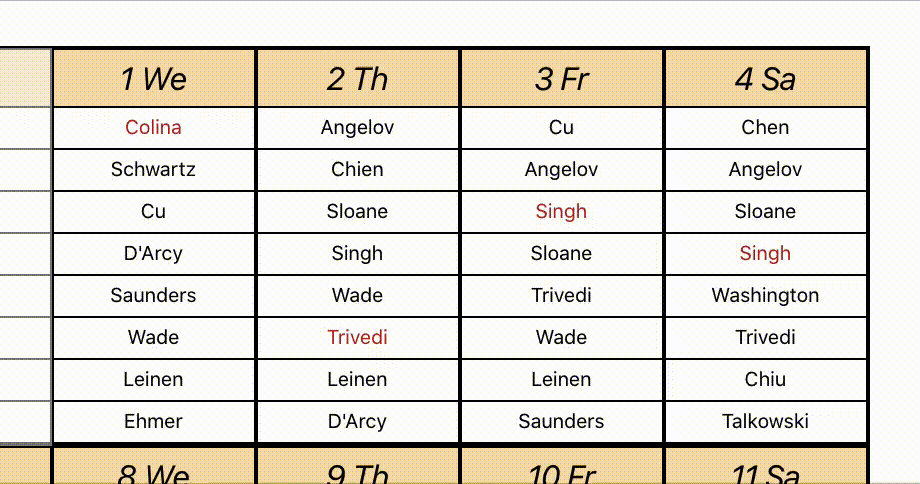 1 We 2 Th 3 Fr 4 Sa
Colina Angelov Cu Chen
Schwartz Chien Angelov Angelov
Cu Sloane Singh Sloane
D'Arcy Singh Sloane Singh
Saunders Wade Trivedi Washington
Wade Trivedi Wade Trivedi
Leinen Leinen Leinen Chiu
Ehmer D'Arcy Saunders Talkowski
8 We 9 Th 10 Fr 11 Sa